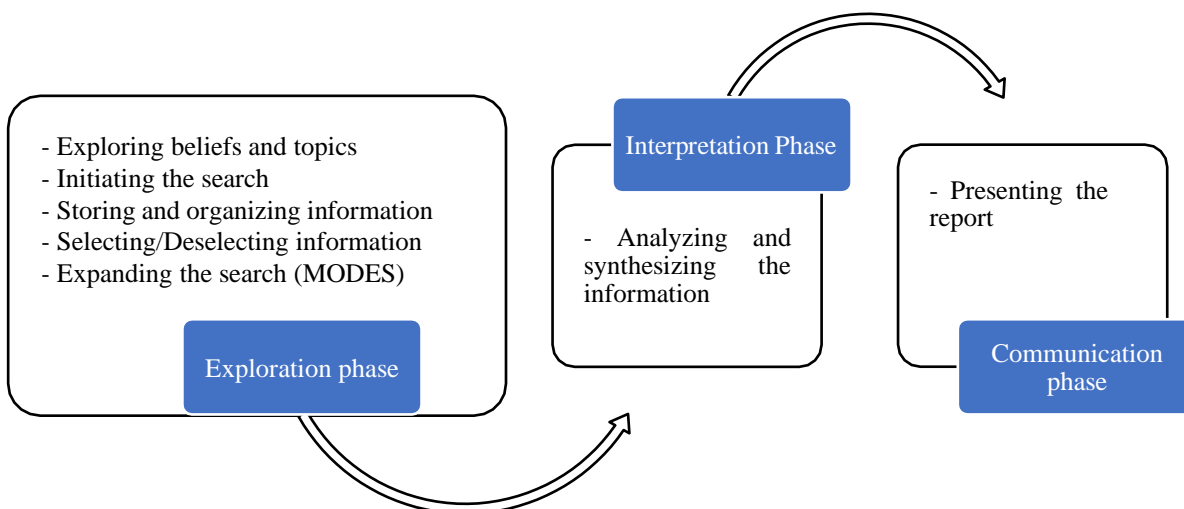 - Exploring beliefs and topics
- Initiating the search
- Storing and organizing information
- Selecting/Deselecting information
- Expanding the search (MODES)
Exploration phase
Interpretation Phase
- Analyzing and
synthesizing the
information
- Presenting the
report
Communication
phase